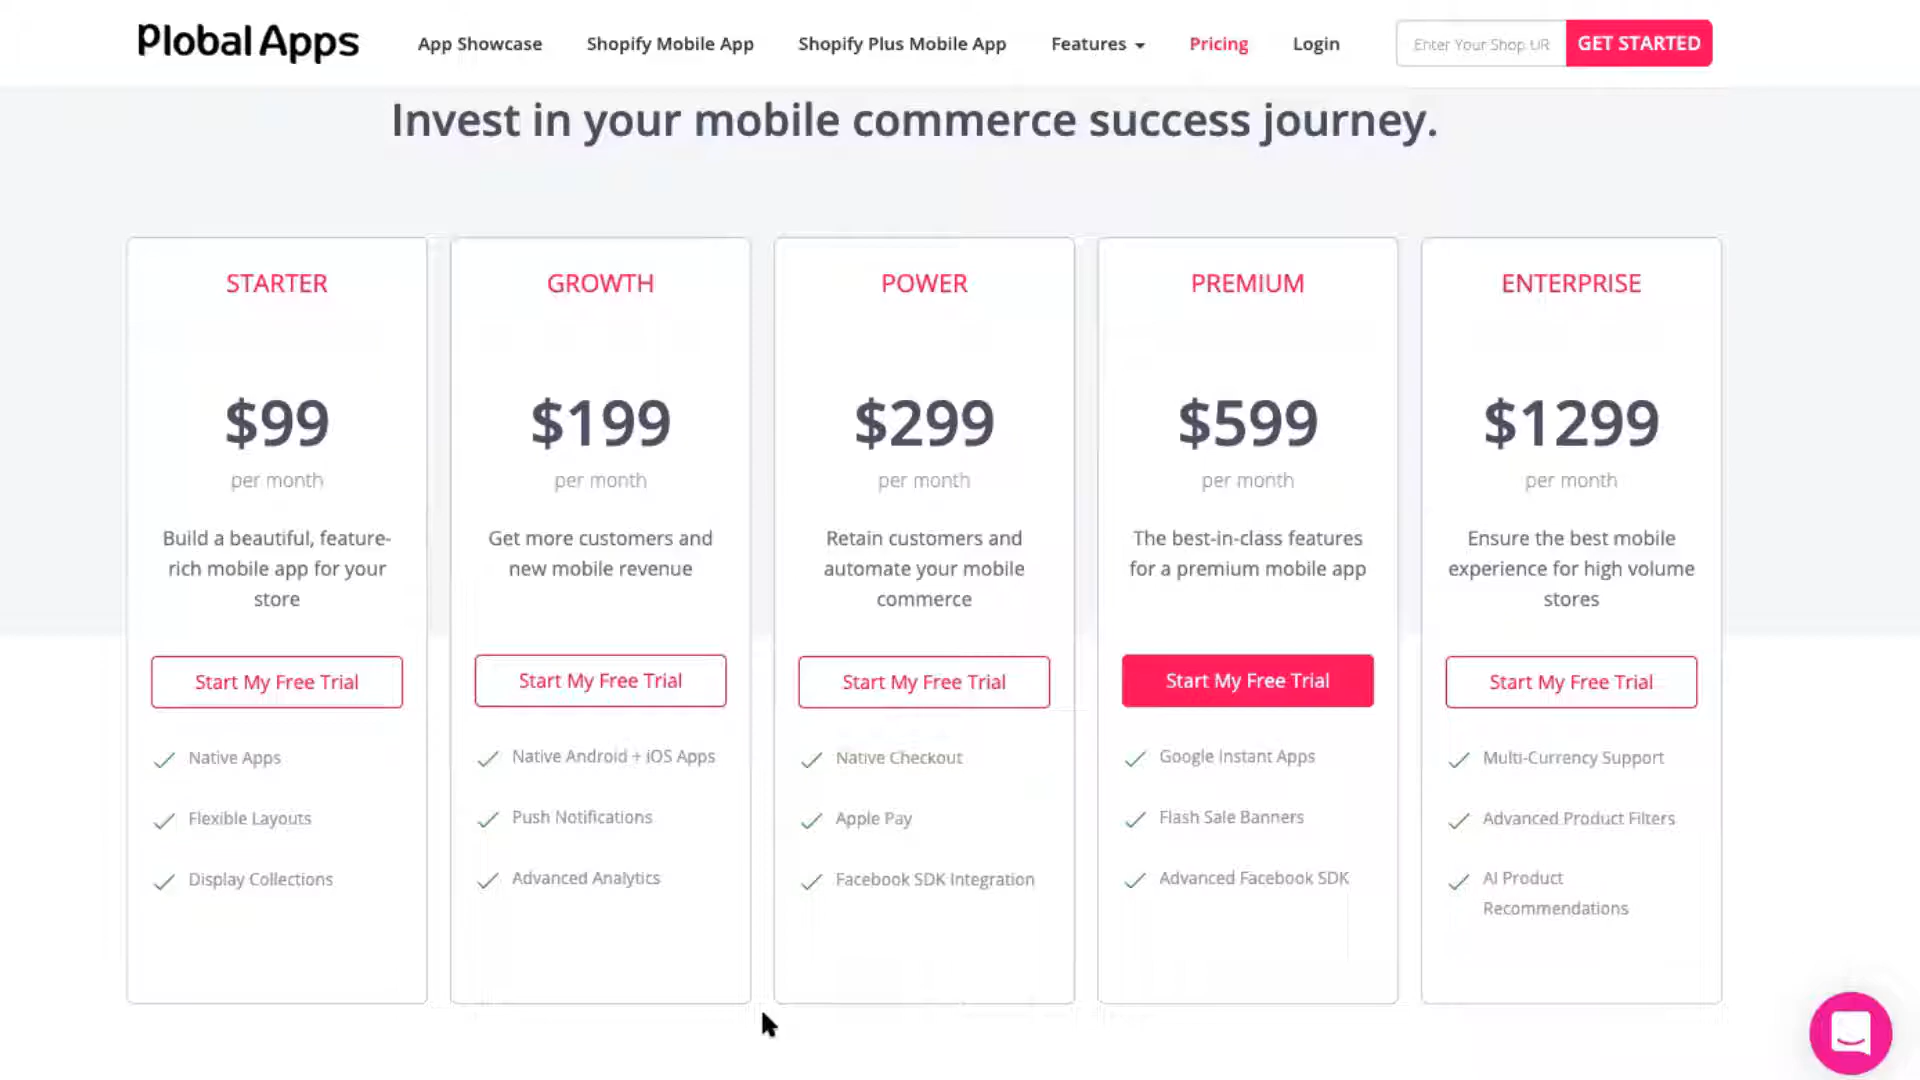 Plobal Apps
App Showcase
Shopify Mobile App
Shopify Plus Mobile App
Features
Pricing
Login
Enter Your Shop UR
GET STARTED
Invest in your mobile commerce success journey.
STARTER
$99
per month
Build a beautiful, feature-
rich mobile app for your
store
Start My Free Trial
Native Apps
Flexible Layouts
Display Collections
GROWTH
$199
per month
Get more customers and
new mobile revenue
Start My Free Trial
Native Android + iOS Apps
Push Notifications
Advanced Analytics
POWER
$299
per month
Retain customers and
automate your mobile
commerce
Start My Free Trial
Native Checkout
Apple Pay
Facebook SDK Integration
PREMIUM
$599
per month
The best-in-class features
for a premium mobile app
Start My Free Trial
Google Instant Apps
Flash Sale Banners
Advanced Facebook SDK
ENTERPRISE
$1299
per month
Ensure the best mobile
experience for high volume
stores
Start My Free Trial
Multi-Currency Support
Advanced Product Filters
AI Product
Recommendations